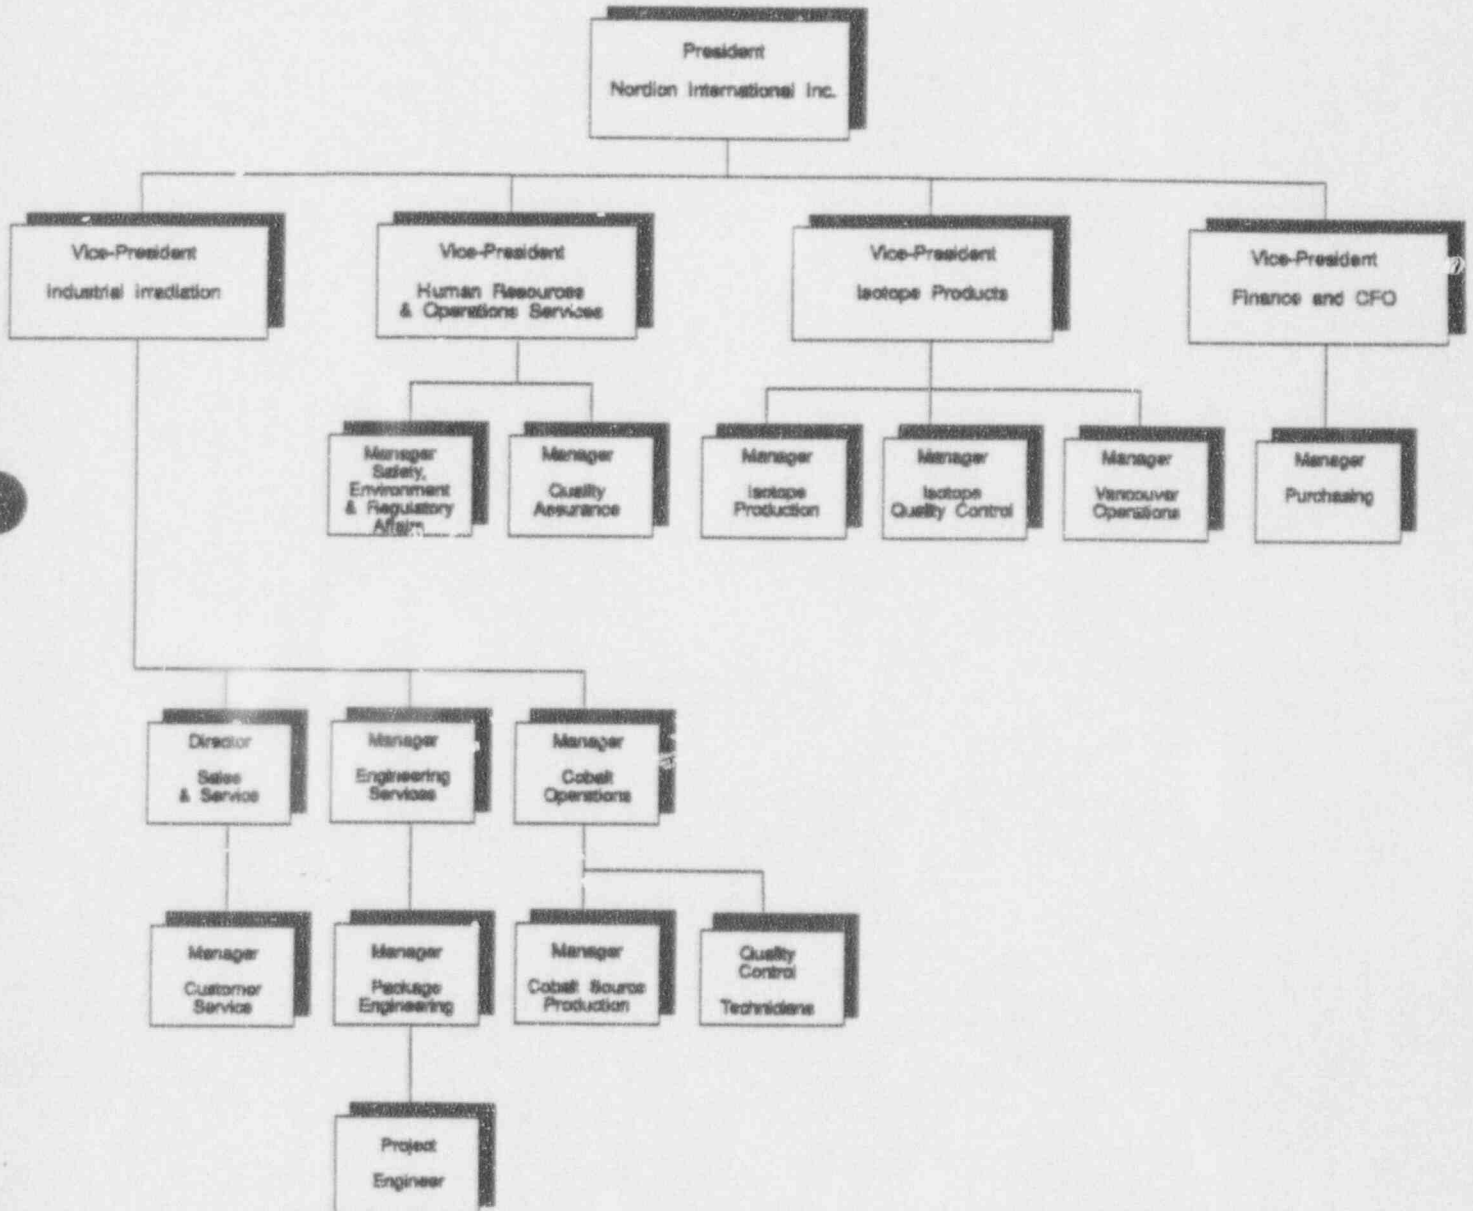 President
Nordion International Inc.
Vice-President
Industrial Irradiation
Vice-President
Human Resources
& Operations Services
Vice-President
Isotope Products
Vice-President
Finance and CFO
Manager
Safety,
Environment
& Regulatory
Affairs
Manager
Quality
Assurance
Manager
Isotope
Production
Manager
Isotope
Quality Control
Manager
Vancouver
Operations
Manager
Purchasing
Director
Sales
& Service
Manager
Engineering
Services
Manager
Cobalt
Operations
Manager
Customer
Service
Manager
Package
Engineering
Manager
Cobalt Source
Production
Quality
Control
Technicians
Project
Engineer